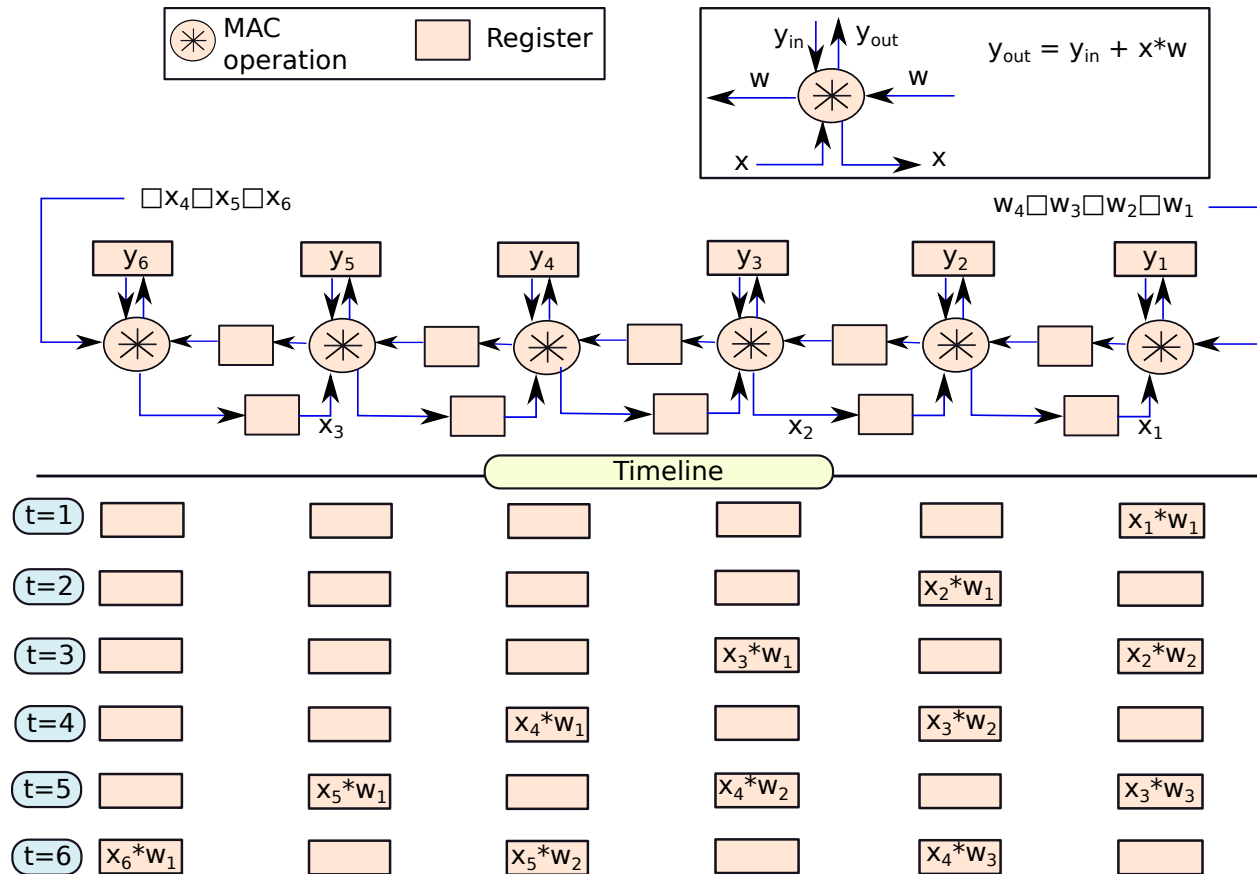 MAC operation
Register
y_in y_out
y_out = y_in + x*w
w w
x x
□x₄□x₅□x₆
w₄□w₃□w₂□w₁
y₆ y₅ y₄ y₃ y₂ y₁
x₃ x₂ x₁
Timeline
t=1 x₁*w₁
t=2 x₂*w₁
t=3 x₃*w₁ x₂*w₂
t=4 x₄*w₁ x₃*w₂
t=5 x₅*w₁ x₄*w₂ x₃*w₃
t=6 x₆*w₁ x₅*w₂ x₄*w₃